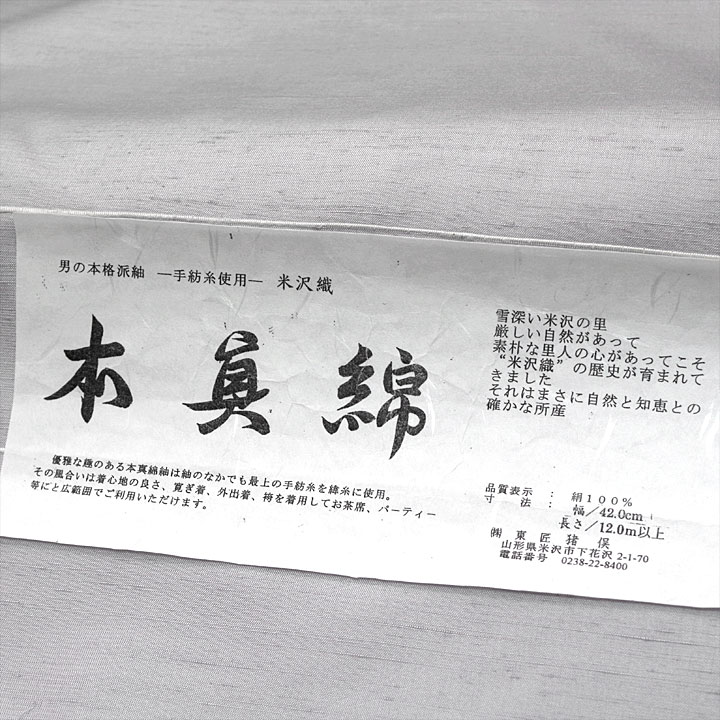 男の本格派紬 ―手紡糸使用― 米沢織
本真綿
優雅な趣のある本真綿紬は紬のなかでも最上の手紡糸を緯糸に使用。
その風合いは着心地の良さ、寛ぎ着、外出着、袴を着用してお茶席、パーティー
等にと広範囲でご利用いただけます。
雪深い米沢の里
厳しい自然があって
素朴な里人の心があってこそ
“米沢織”の歴史が育まれて
きました
それはまさに自然と知恵との
確かな所産
品質表示 : 絹100%
寸法 : 幅/42.0cm
長さ/12.0m以上
㈱東匠猪俣
山形県米沢市下花沢 2-1-70
電話番号 0238-22-8400